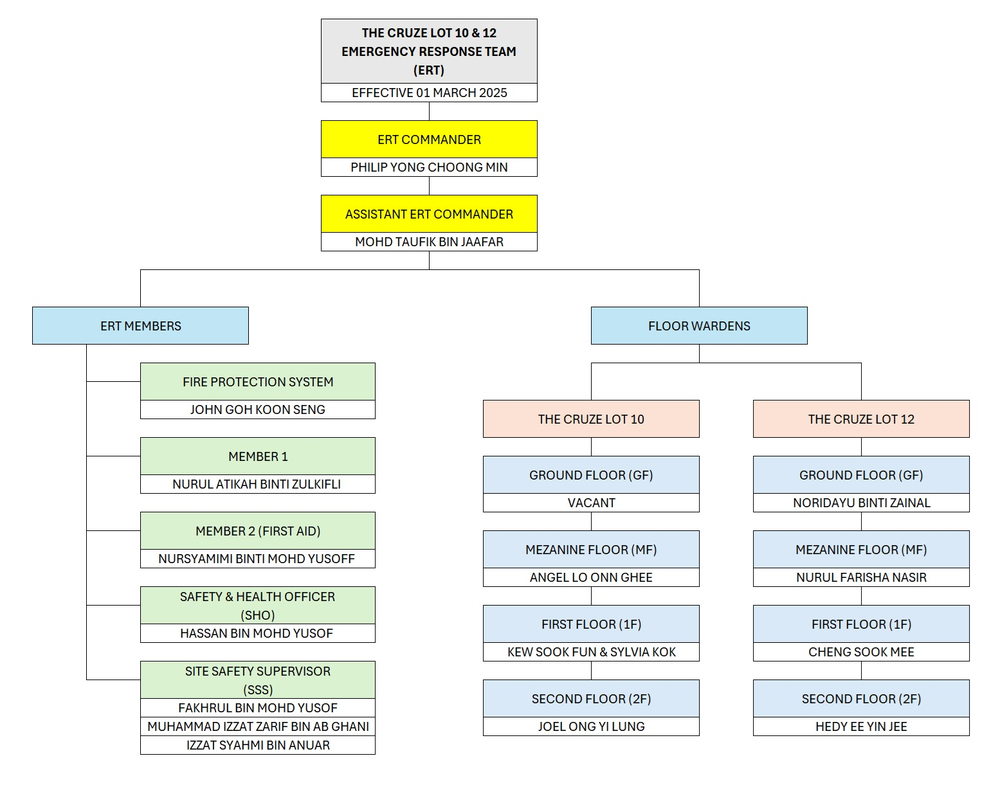 THE CRUZE LOT 10 & 12
EMERGENCY RESPONSE TEAM
(ERT)
EFFECTIVE 01 MARCH 2025
ERT COMMANDER
PHILIP YONG CHOONG MIN
ASSISTANT ERT COMMANDER
MOHD TAUFIK BIN JAAFAR
ERT MEMBERS
FIRE PROTECTION SYSTEM
JOHN GOH KOON SENG
MEMBER 1
NURUL ATIKAH BINTI ZULKIFLI
MEMBER 2 (FIRST AID)
NURSYAMIMI BINTI MOHD YUSOFF
SAFETY & HEALTH OFFICER
(SHO)
HASSAN BIN MOHD YUSOF
SITE SAFETY SUPERVISOR
(SSS)
FAKHRUL BIN MOHD YUSOF
MUHAMMAD IZZAT ZARIF BIN AB GHANI
IZZAT SYAHMI BIN ANUAR
FLOOR WARDENS
THE CRUZE LOT 10
GROUND FLOOR (GF)
VACANT
MEZANINE FLOOR (MF)
ANGEL LO ONN GHEE
FIRST FLOOR (1F)
KEW SOOK FUN & SYLVIA KOK
SECOND FLOOR (2F)
JOEL ONG YI LUNG
THE CRUZE LOT 12
GROUND FLOOR (GF)
NORIDAYU BINTI ZAINAL
MEZANINE FLOOR (MF)
NURUL FARISHA NASIR
FIRST FLOOR (1F)
CHENG SOOK MEE
SECOND FLOOR (2F)
HEDY EE YIN JEE